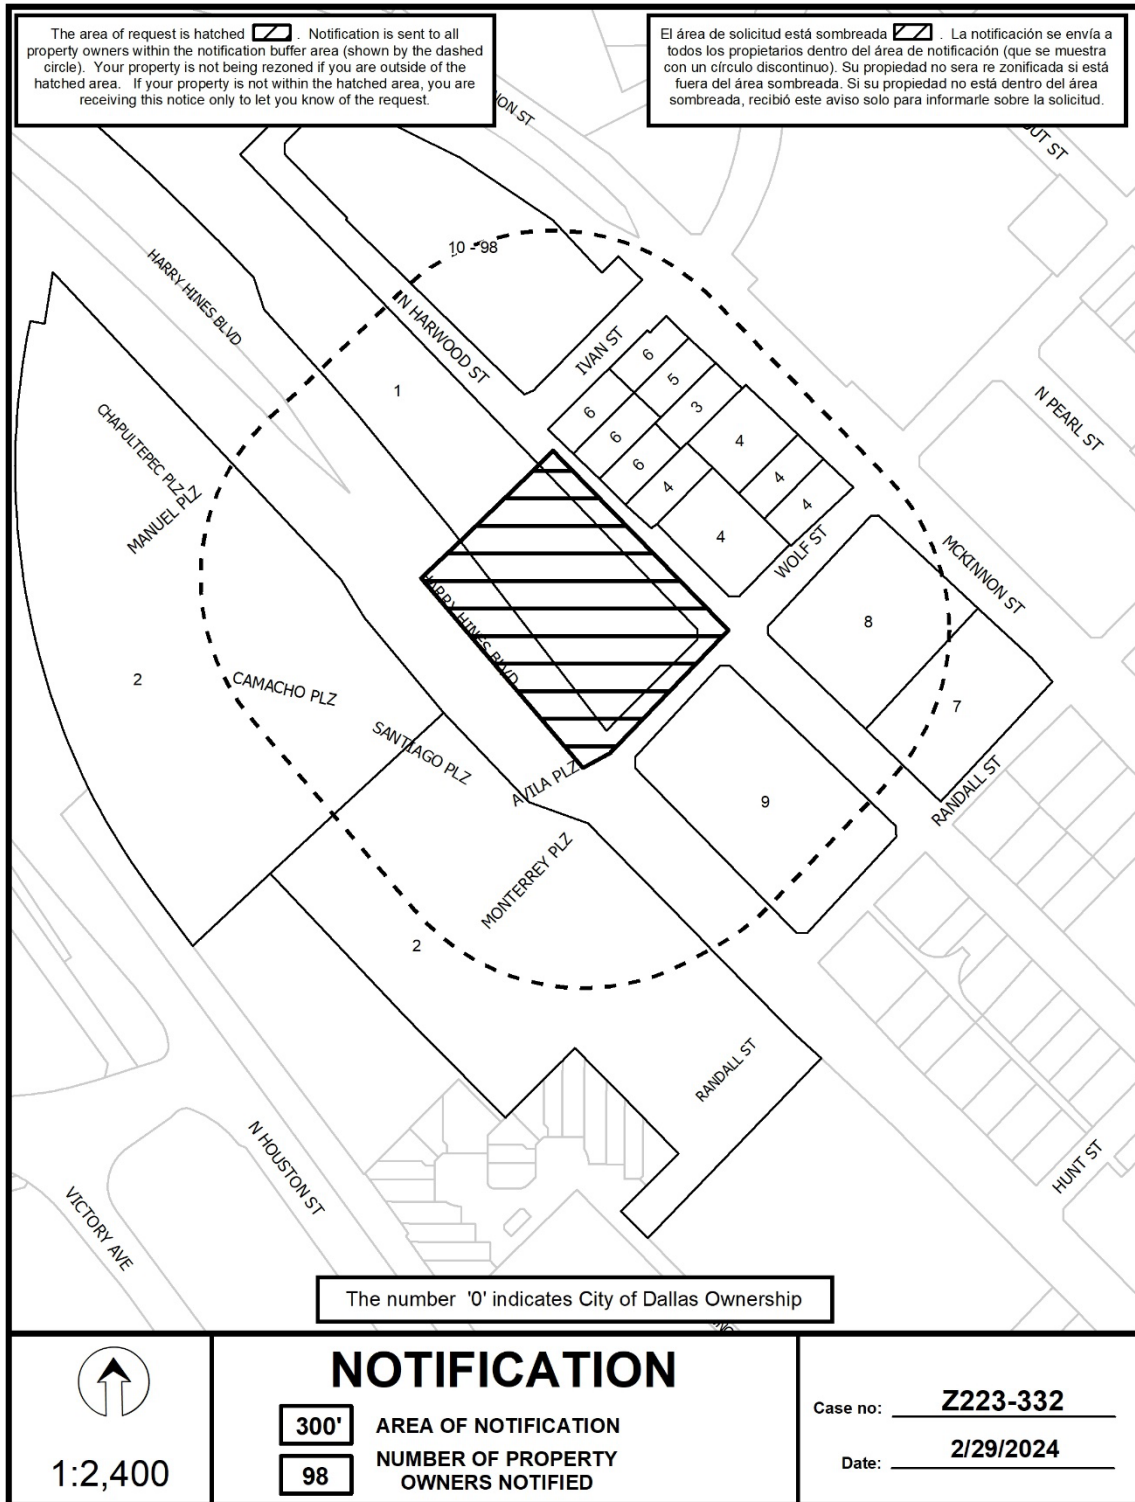 The area of request is hatched . Notification is sent to all
property owners within the notification buffer area (shown by the dashed
circle). Your property is not being rezoned if you are outside of the
hatched area. If your property is not within the hatched area, you are
receiving this notice only to let you know of the request.
El área de solicitud está sombreada . La notificación se envía a
todos los propietarios dentro del área de notificación (que se muestra
con un círculo discontinuo). Su propiedad no sera re zonificada si está
fuera del área sombreada. Si su propiedad no está dentro del área
sombreada, recibió este aviso solo para informarle sobre la solicitud.
NON ST
OUT ST
10 - 98
HARRY HINES BLVD
N HARWOOD ST
IVAN ST
1
6
5
3
6
6
6
4
4
4
4
4
N PEARL ST
CHAPULTEPEC PLZ
MANUEL PLZ
WOLF ST
MCKINNON ST
HARRY HINES BLVD
8
7
2
CAMACHO PLZ
SANTIAGO PLZ
AVILA PLZ
RANDALL ST
9
MONTERREY PLZ
2
RANDALL ST
N HOUSTON ST
HUNT ST
VICTORY AVE
The number '0' indicates City of Dallas Ownership
1:2,400
NOTIFICATION
300' AREA OF NOTIFICATION
98 NUMBER OF PROPERTY
OWNERS NOTIFIED
Case no: Z223-332
Date: 2/29/2024